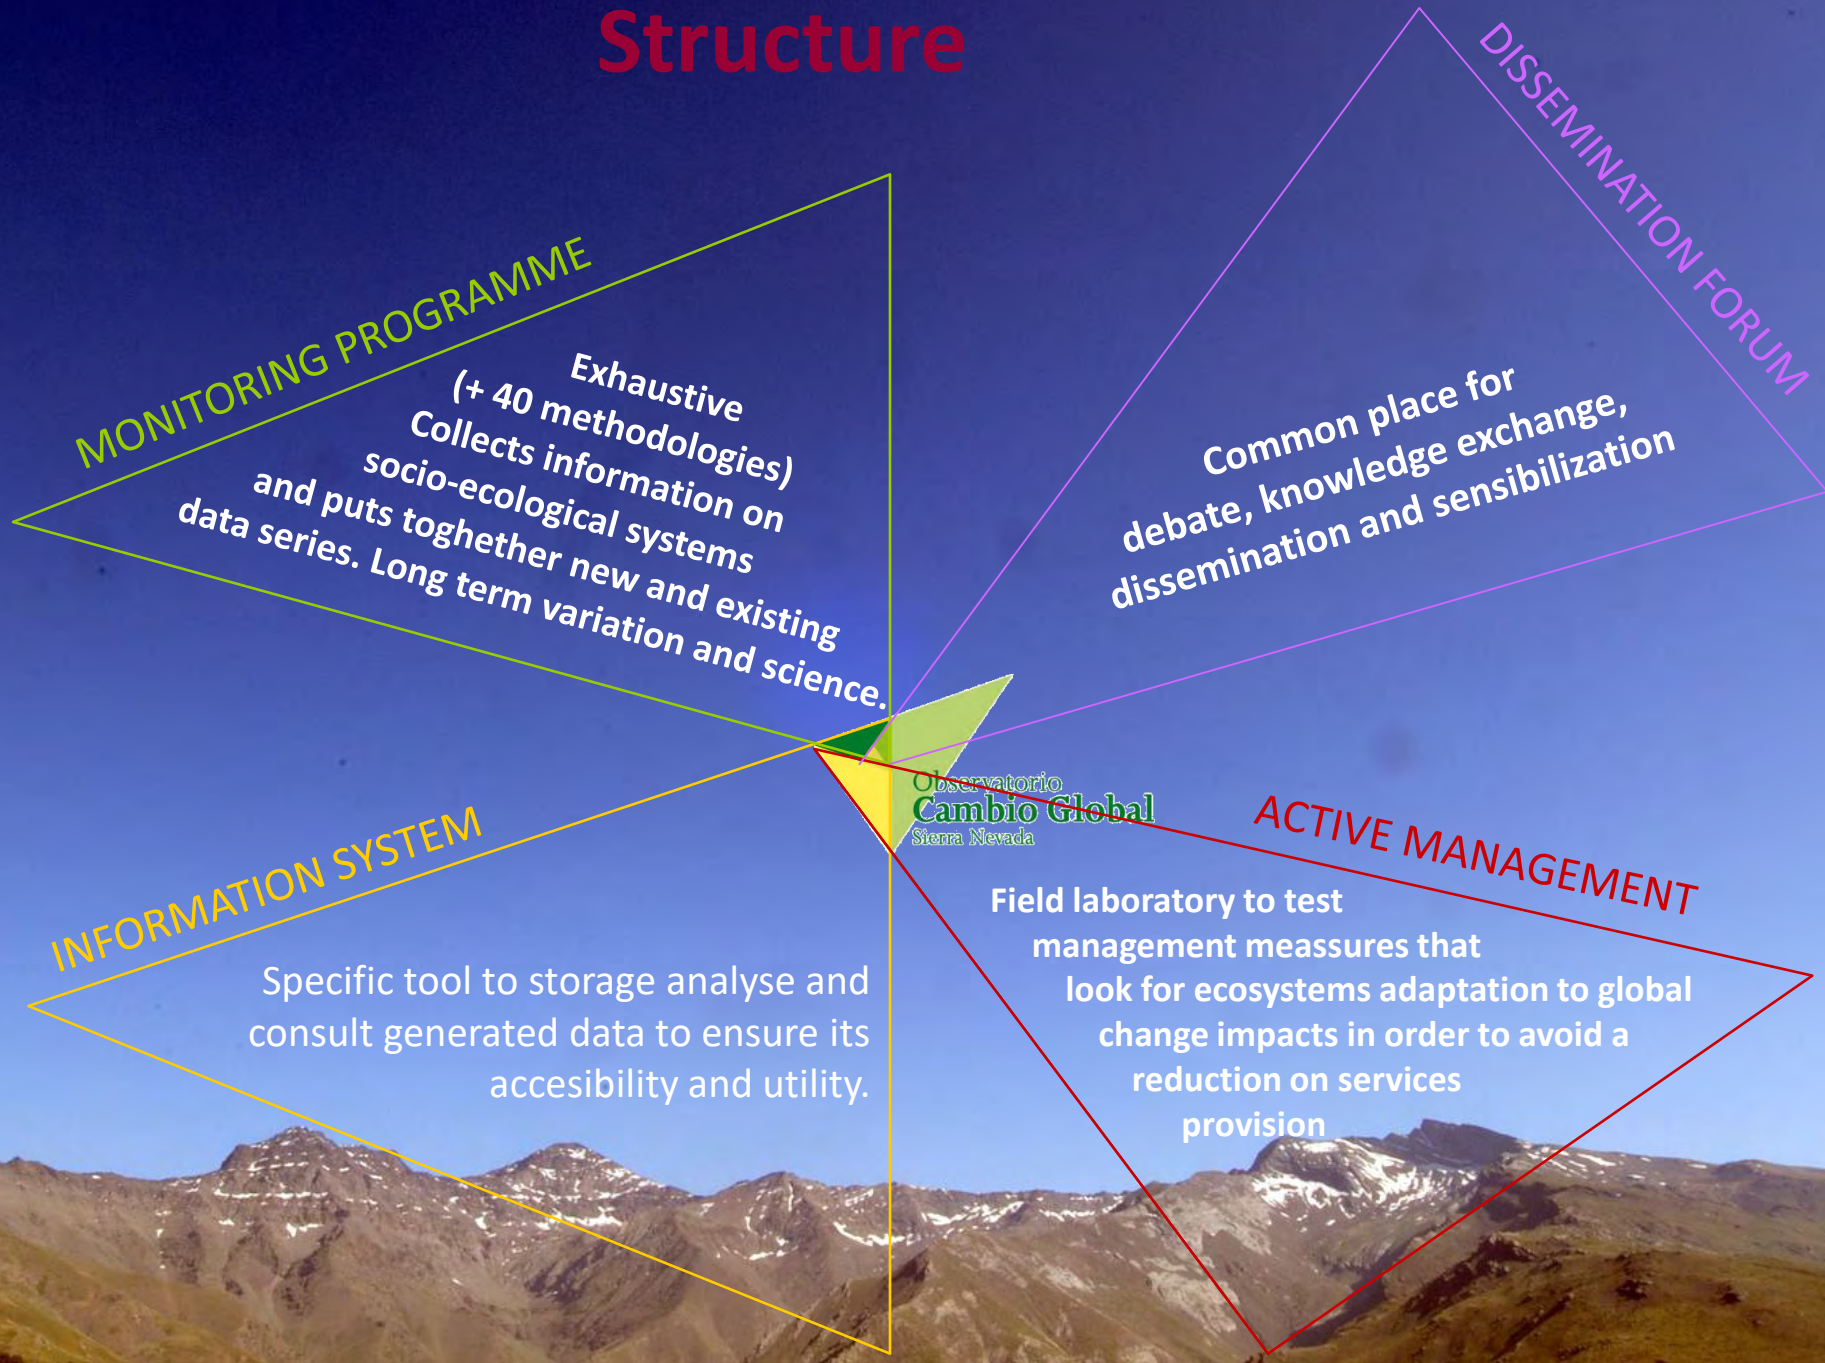 Structure
MONITORING PROGRAMME
Exhaustive
(+ 40 methodologies)
Collects information on
socio-ecological systems
and puts toghether new and existing
data series. Long term variation and science.
DISSEMINATION FORUM
Common place for
debate, knowledge exchange,
dissemination and sensibilization
Observatorio
Cambio Global
Sierra Nevada
INFORMATION SYSTEM
Specific tool to storage analyse and
consult generated data to ensure its
accesibility and utility.
ACTIVE MANAGEMENT
Field laboratory to test
management meassures that
look for ecosystems adaptation to global
change impacts in order to avoid a
reduction on services
provision